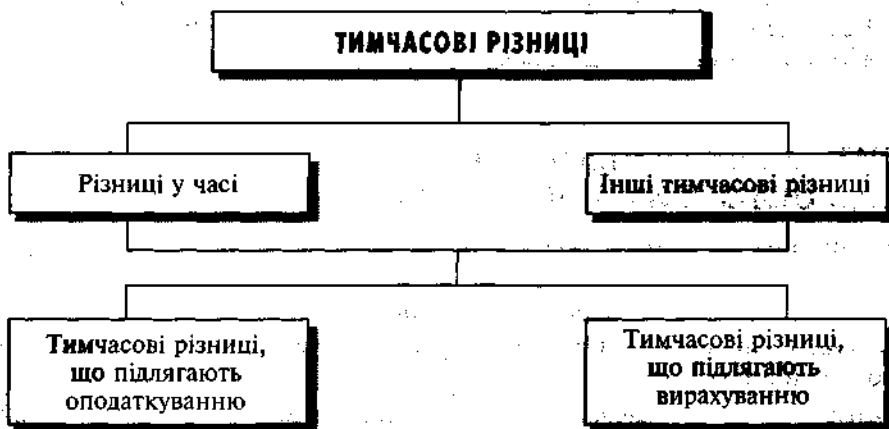 ТИМЧАСОВІ РІЗНИЦІ
Різниці у часі
Інші тимчасові різниці
Тимчасові різниці,
що підлягають
оподаткуванню
Тимчасові різниці,
що підлягають
вирахуванню